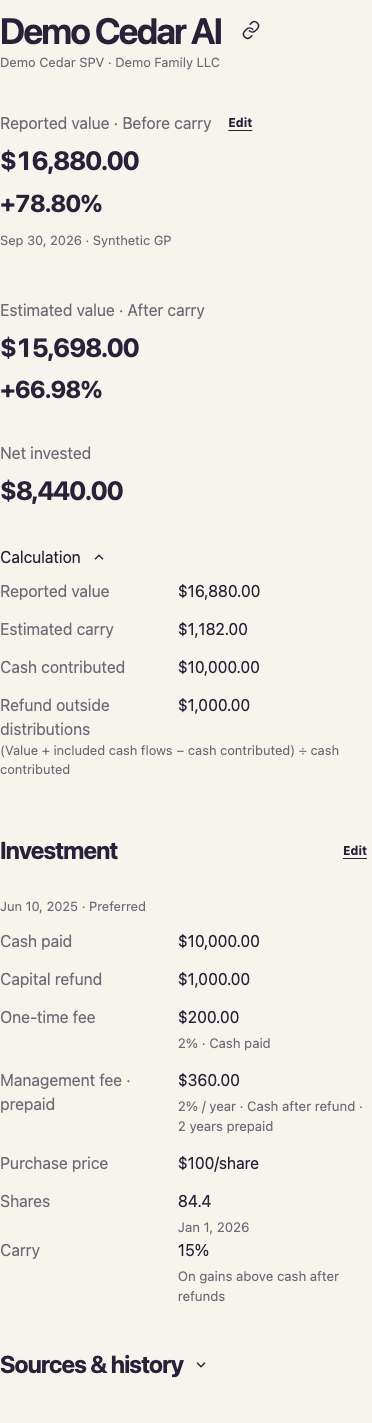 Demo Cedar AI
Demo Cedar SPV · Demo Family LLC
Reported value · Before carry Edit
$16,880.00
+78.80%
Sep 30, 2026 · Synthetic GP
Estimated value · After carry
$15,698.00
+66.98%
Net invested
$8,440.00
Calculation
Reported value $16,880.00
Estimated carry $1,182.00
Cash contributed $10,000.00
Refund outside $1,000.00
distributions
(Value + included cash flows − cash contributed) ÷ cash
contributed
Investment Edit
Jun 10, 2025 · Preferred
Cash paid $10,000.00
Capital refund $1,000.00
One-time fee $200.00
2% · Cash paid
Management fee · $360.00
prepaid 2% / year · Cash after refund ·
2 years prepaid
Purchase price $100/share
Shares 84.4
Jan 1, 2026
Carry 15%
On gains above cash after
refunds
Sources & history